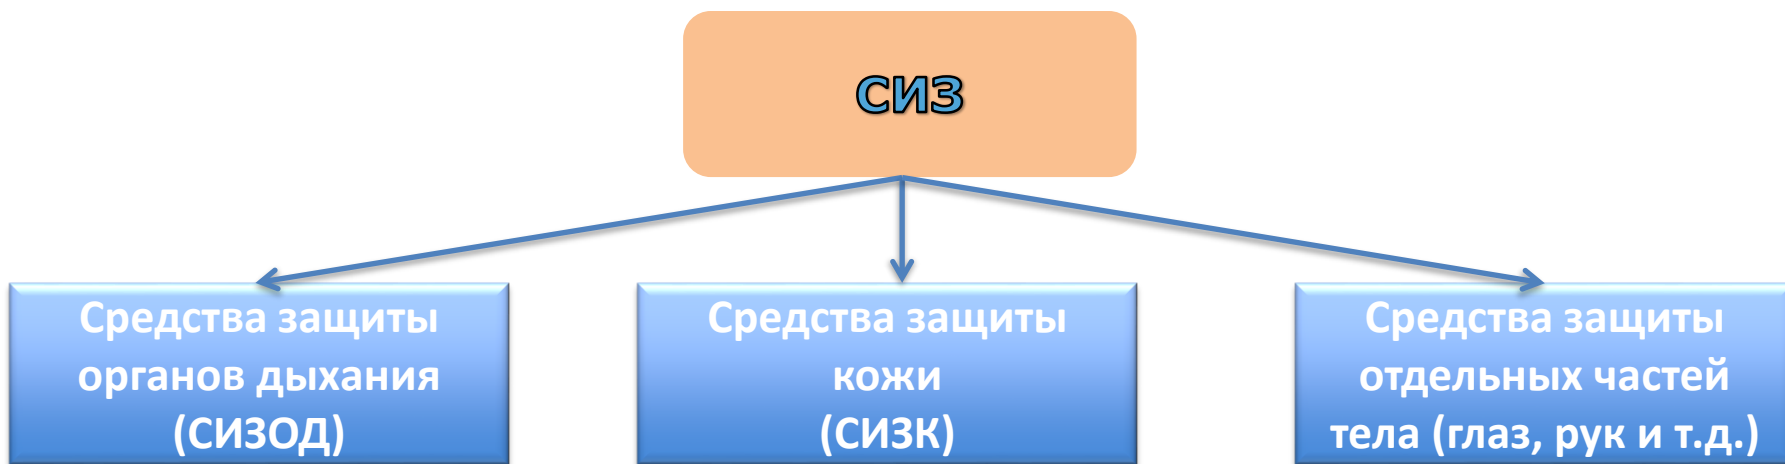 СИЗ
Средства защиты
органов дыхания
(СИЗОД)
Средства защиты
кожи
(СИЗК)
Средства защиты
отдельных частей
тела (глаз, рук и т.д.)